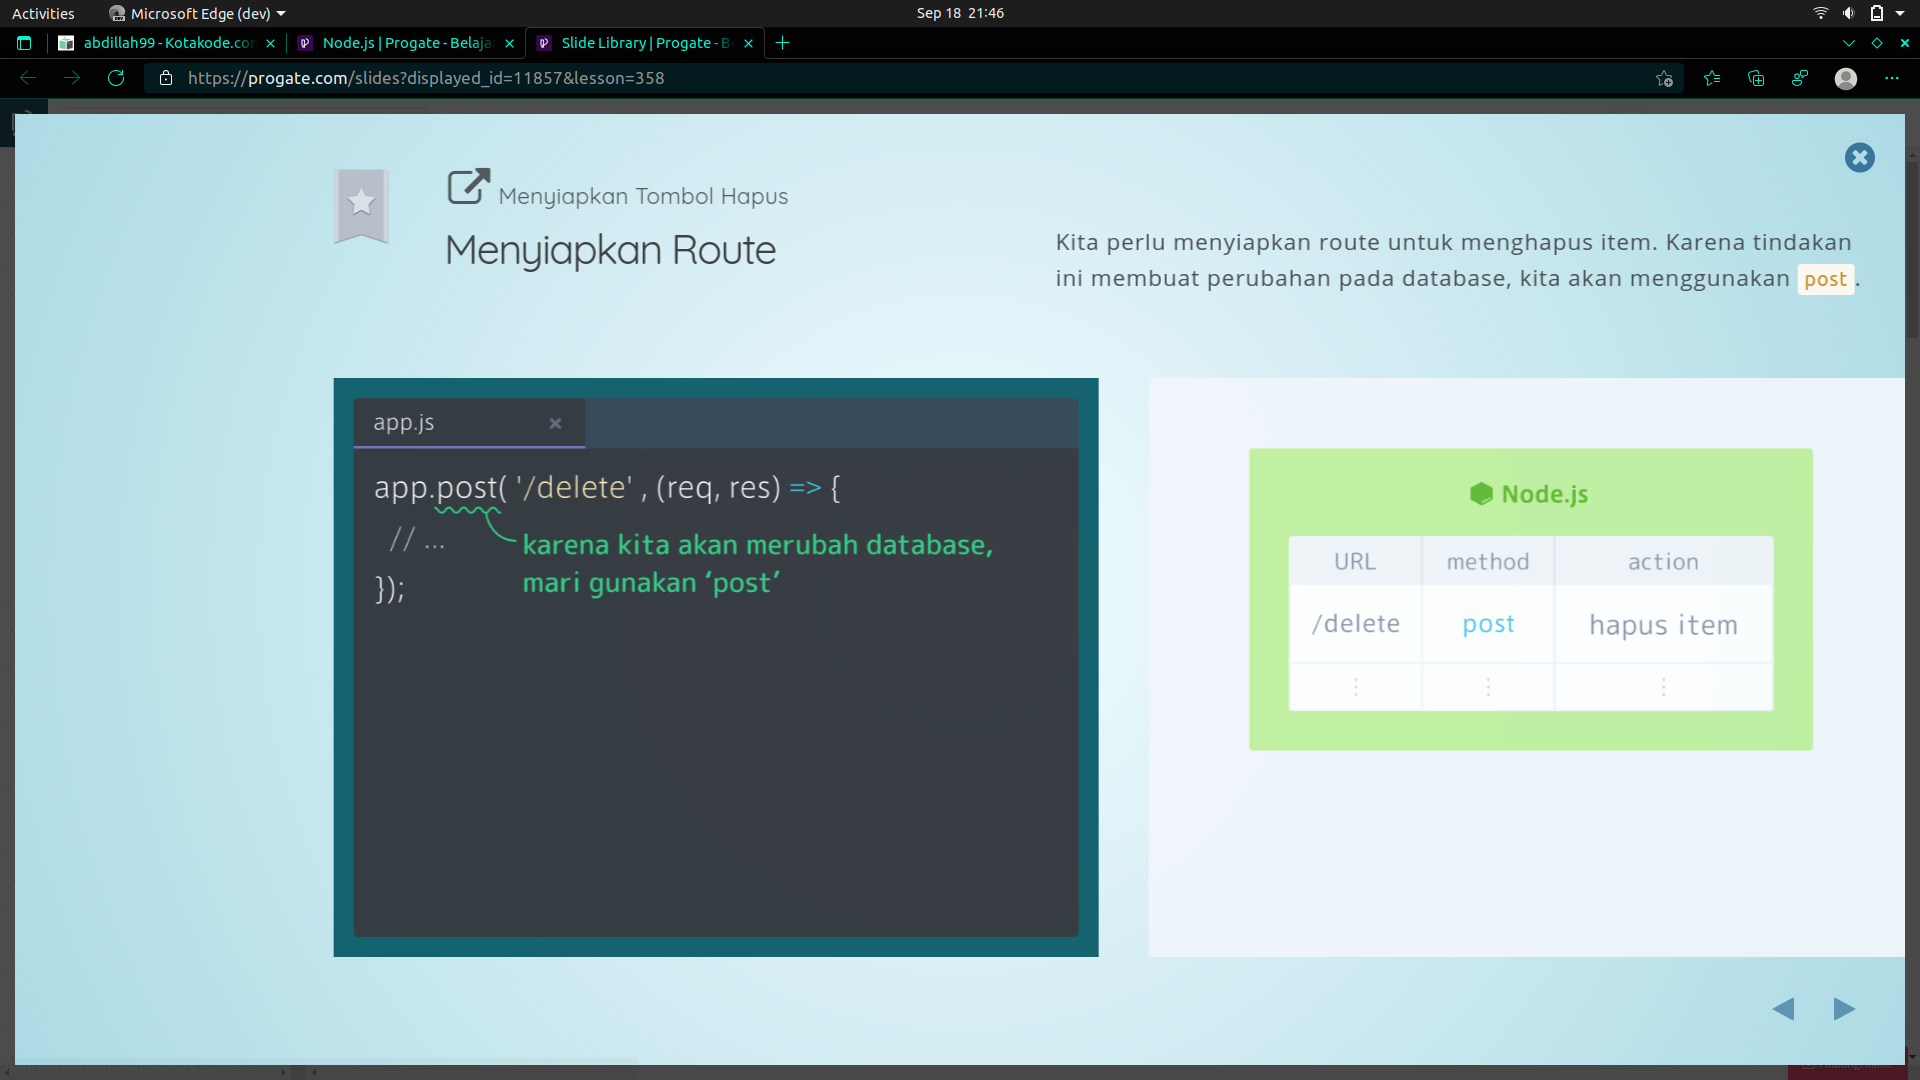 Activities
Microsoft Edge (dev)
Sep 18 21:46
abdillah99 - Kotakode.con
Node.js | Progate - Belaja
Slide Library | Progate - B
https://progate.com/slides?displayed_id=11857&lesson=358
Menyiapkan Tombol Hapus
Menyiapkan Route
Kita perlu menyiapkan route untuk menghapus item. Karena tindakan
ini membuat perubahan pada database, kita akan menggunakan post.
app.js
app.post( '/delete' , (req, res) => {
// ...
karena kita akan merubah database,
mari gunakan ‘post’
});
Node.js
URL method action
/delete post hapus item
⋮ ⋮ ⋮